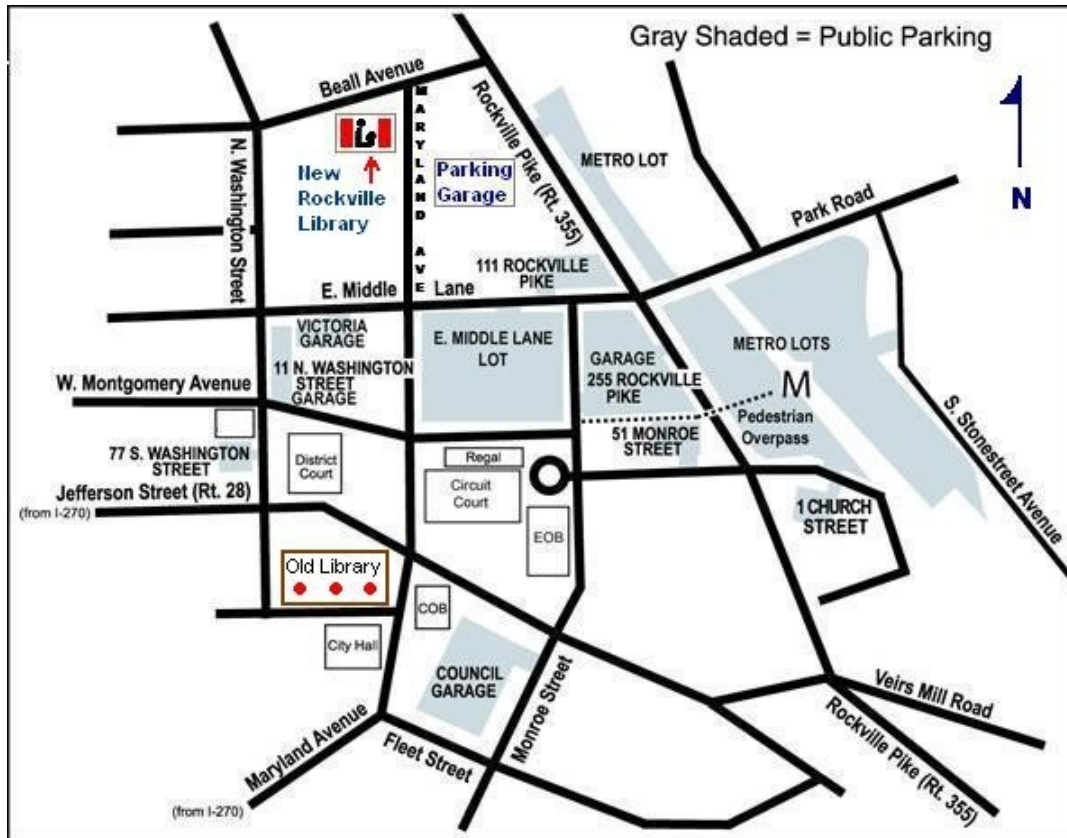 Gray Shaded = Public Parking
Beall Avenue
MARYLAND AVE
Rockville Pike (Rt. 355)
METRO LOT
N
N. Washington Street
New
Rockville
Library
Parking
Garage
Park Road
111 ROCKVILLE
PIKE
E. Middle Lane
VICTORIA
GARAGE
E. MIDDLE LANE
LOT
GARAGE
255 ROCKVILLE
PIKE
METRO LOTS
11 N. WASHINGTON
STREET
GARAGE
W. Montgomery Avenue
M
Pedestrian
Overpass
S. Stonestreet Avenue
51 MONROE
STREET
77 S. WASHINGTON
STREET
District
Court
Regal
Circuit
Court
Jefferson Street (Rt. 28)
(from I-270)
1 CHURCH
STREET
EOB
Old Library
COB
City Hall
COUNCIL
GARAGE
Monroe Street
Veirs Mill Road
Rockville Pike (Rt. 355)
Maryland Avenue
Fleet Street
(from I-270)